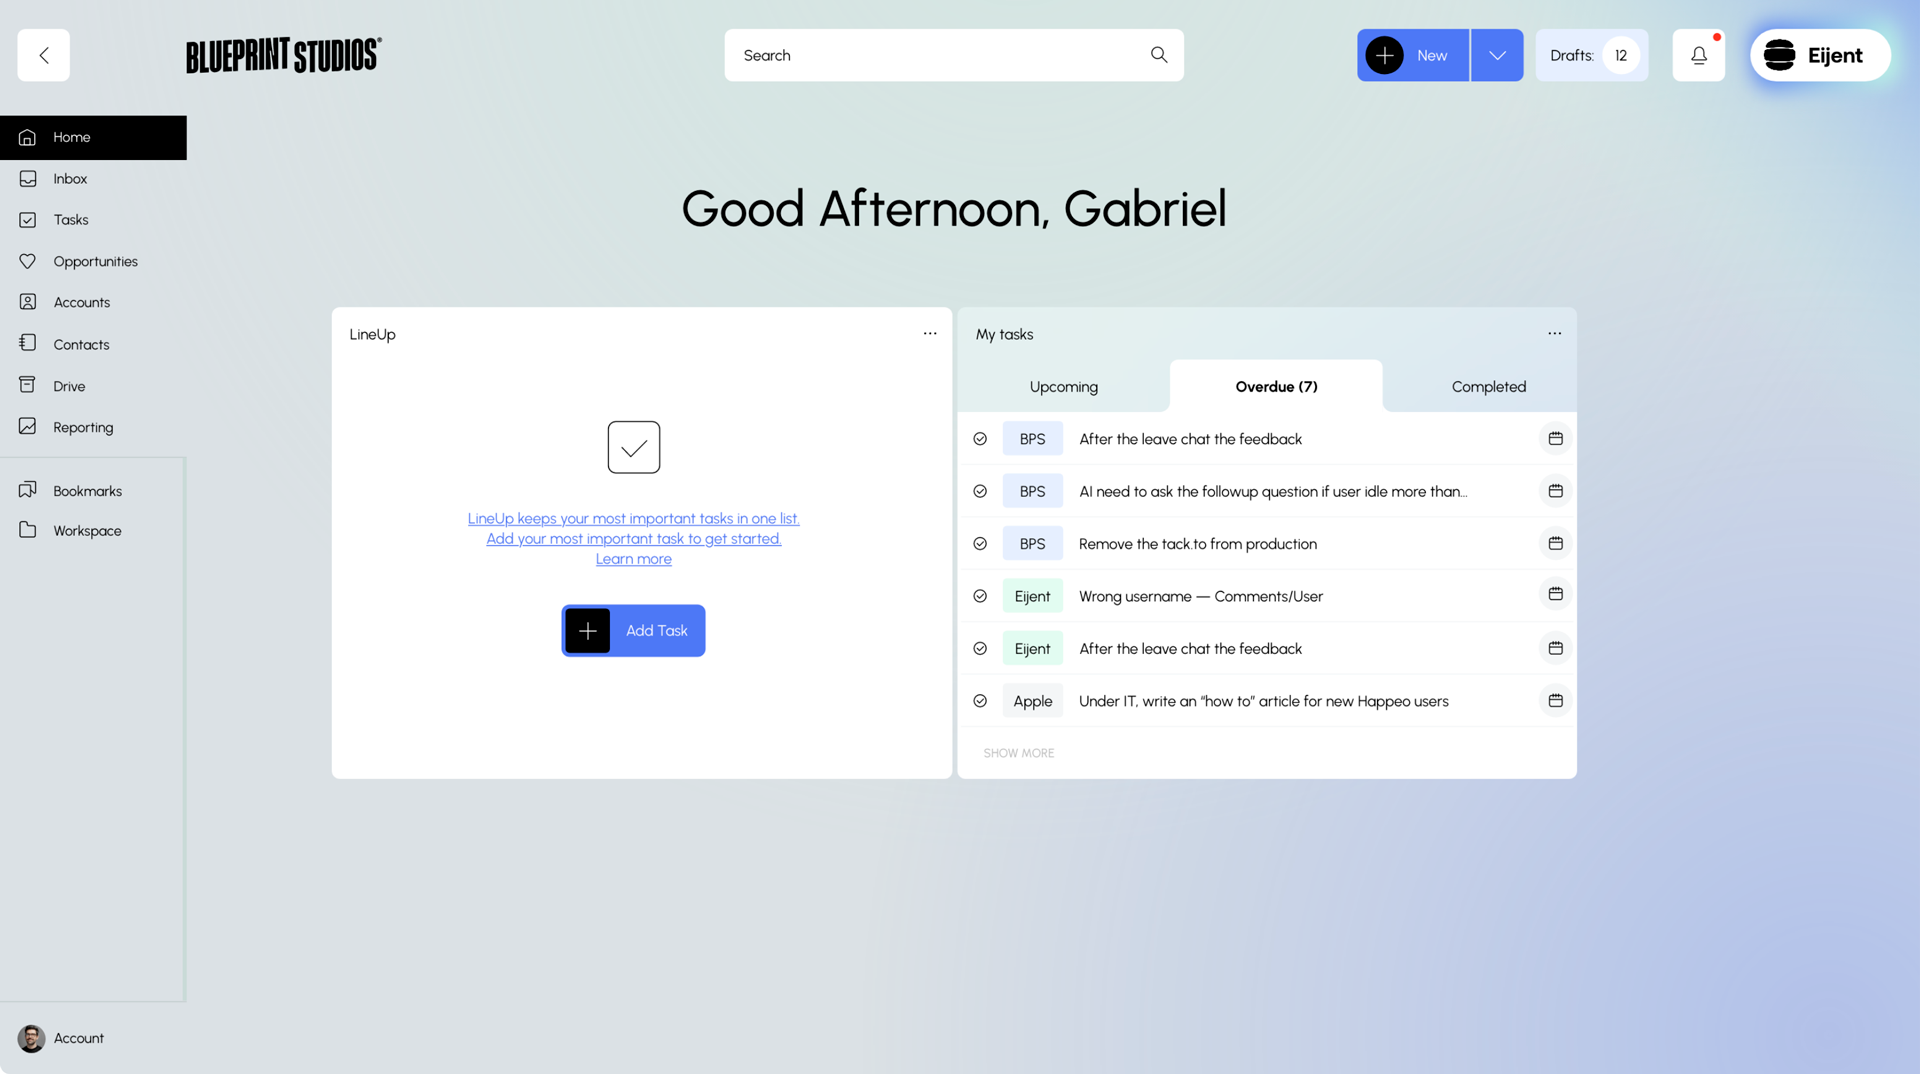 BLUEPRINT STUDIOS®
Search
New
Drafts: 12
Eijent
Home
Inbox
Tasks
Opportunities
Accounts
Contacts
Drive
Reporting
Bookmarks
Workspace
Account
Good Afternoon, Gabriel
LineUp
LineUp keeps your most important tasks in one list.
Add your most important task to get started.
Learn more
Add Task
My tasks
Upcoming
Overdue (7)
Completed
BPS After the leave chat the feedback
BPS AI need to ask the followup question if user idle more than...
BPS Remove the tack.to from production
Eijent Wrong username — Comments/User
Eijent After the leave chat the feedback
Apple Under IT, write an “how to” article for new Happeo users
SHOW MORE